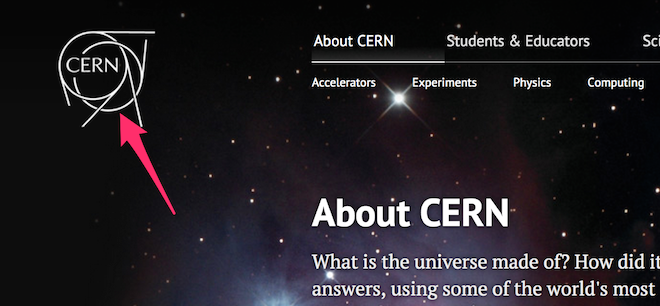 CERN
About CERN
Students & Educators
Accelerators
Experiments
Physics
Computing
About CERN
What is the universe made of? How did it
answers, using some of the world's most